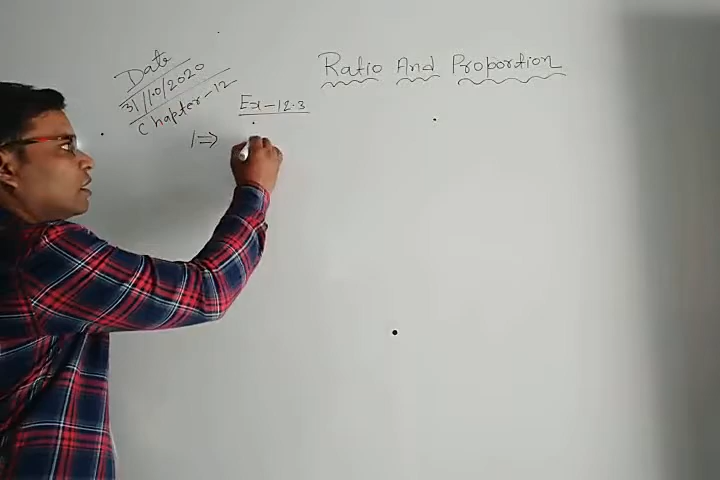 Date
31/10/2020
Chapter-12
Ratio And Proportion
Ex-12.3
1⇒